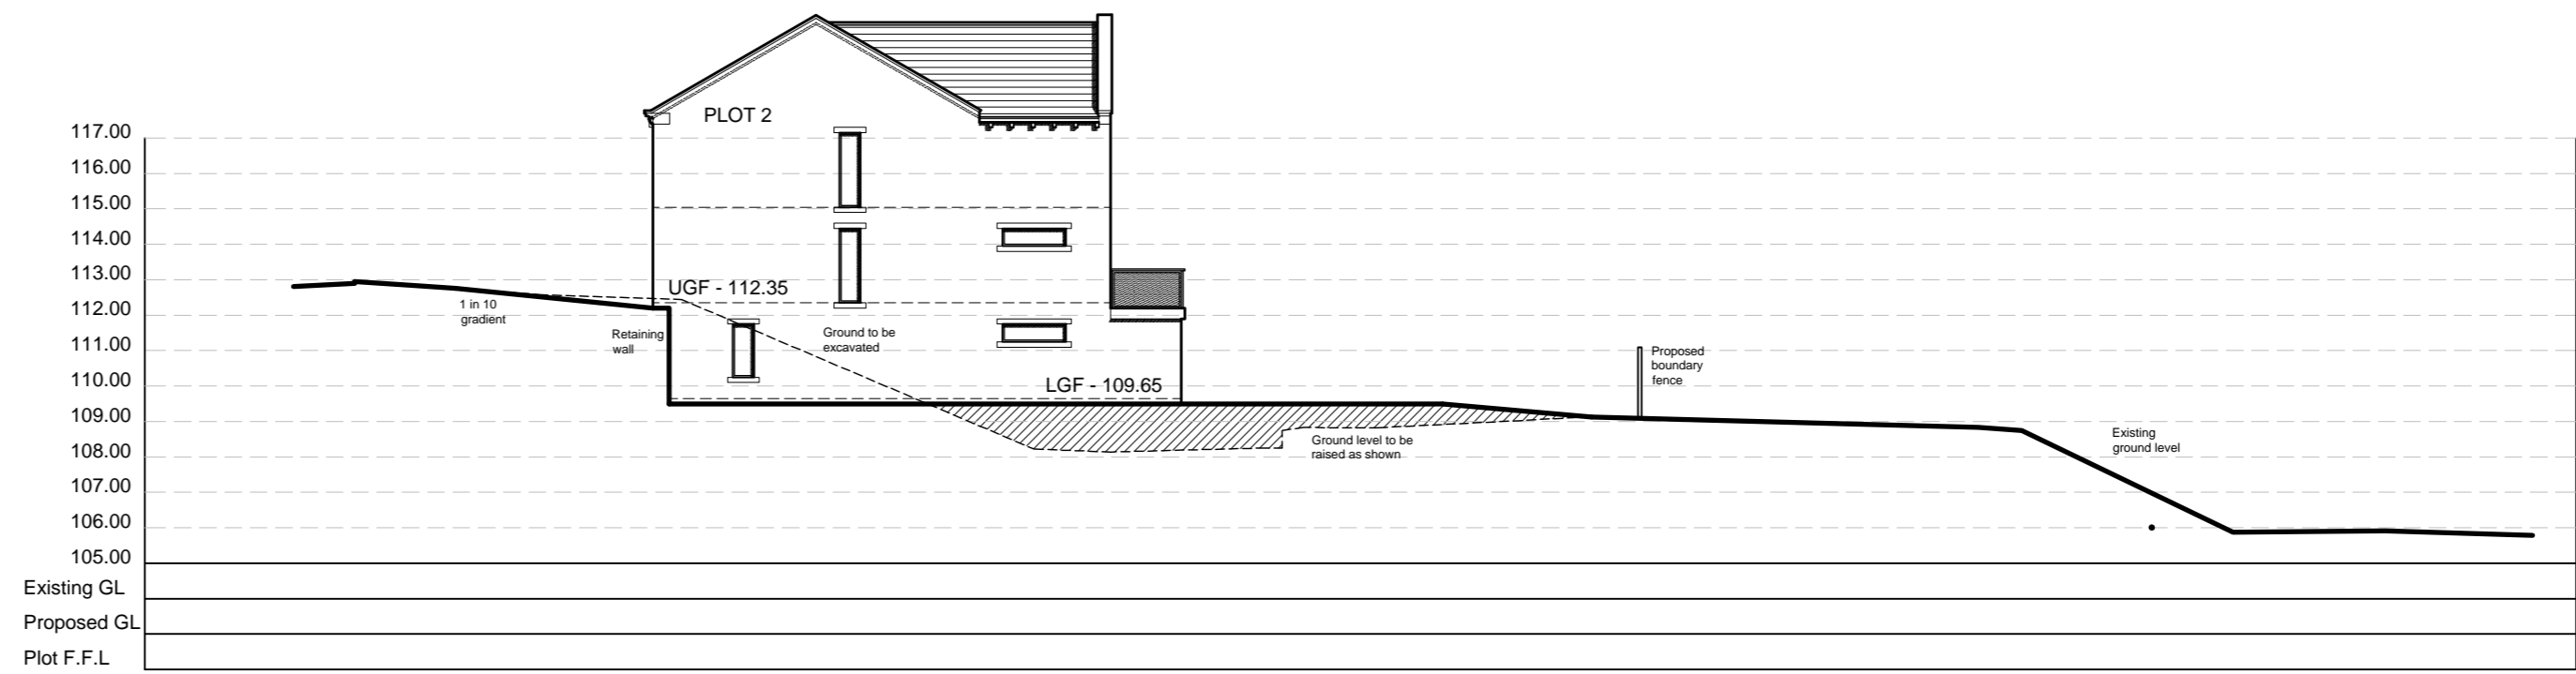 PLOT 2
117.00
116.00
115.00
114.00
113.00
112.00
111.00
110.00
109.00
108.00
107.00
106.00
105.00
UGF - 112.35
1 in 10
gradient
Retaining
wall
Ground to be
excavated
LGF - 109.65
Proposed
boundary
fence
Ground level to be
raised as shown
Existing
ground level
Existing GL
Proposed GL
Plot F.F.L